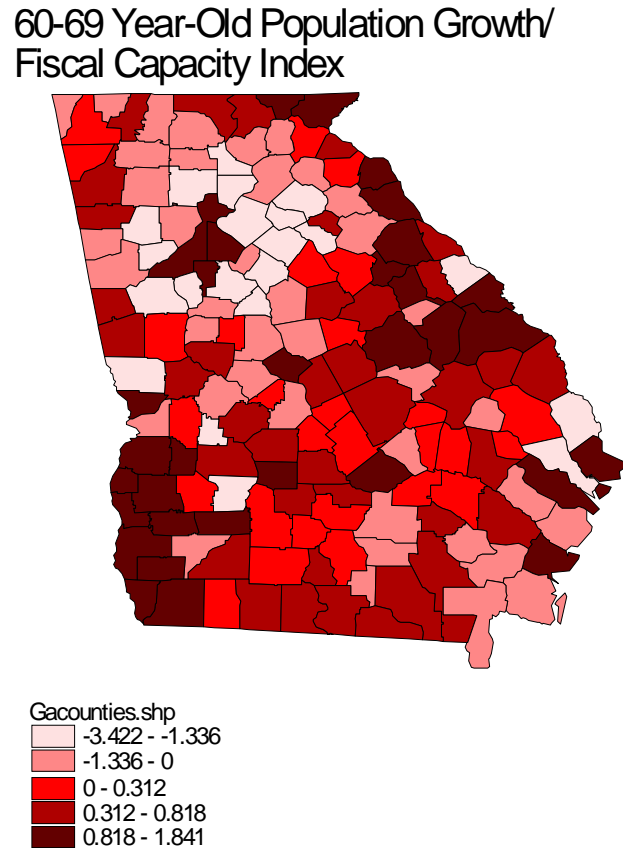 60-69 Year-Old Population Growth/
Fiscal Capacity Index
Gacounties.shp
-3.422 - -1.336
-1.336 - 0
0 - 0.312
0.312 - 0.818
0.818 - 1.841